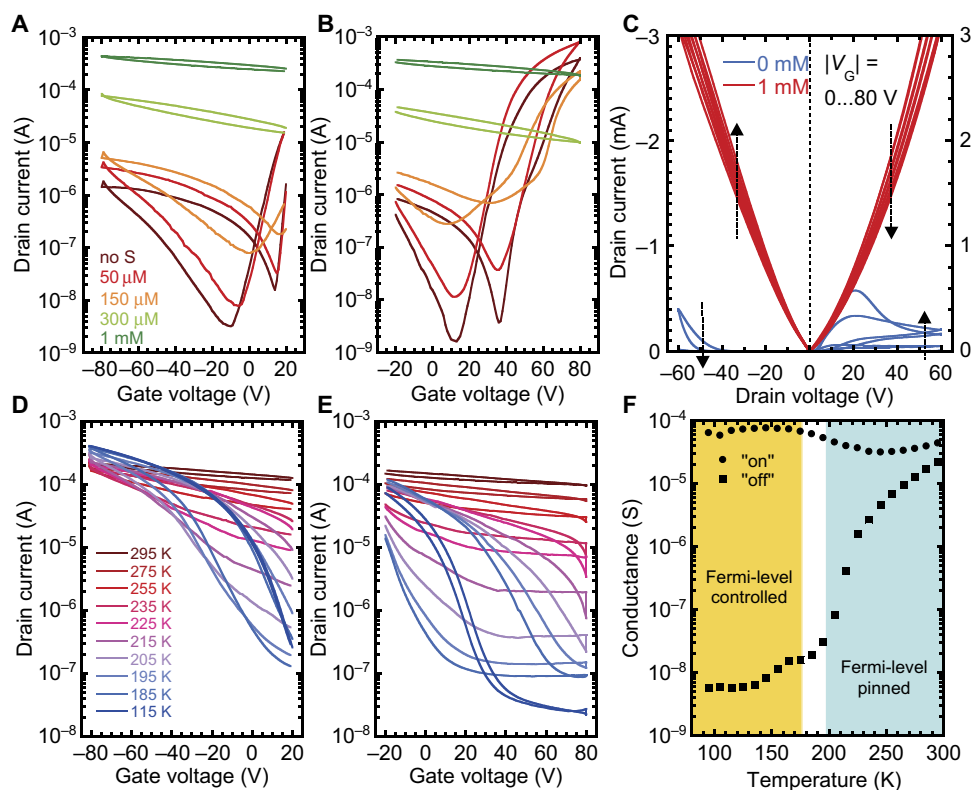 A
B
C
10⁻³
10⁻⁴
10⁻⁵
10⁻⁶
10⁻⁷
10⁻⁸
10⁻⁹
Drain current (A)
no S
50 μM
150 μM
300 μM
1 mM
−80 −60 −40 −20 0 20
Gate voltage (V)
10⁻³
10⁻⁴
10⁻⁵
10⁻⁶
10⁻⁷
10⁻⁸
10⁻⁹
Drain current (A)
−20 0 20 40 60 80
Gate voltage (V)
−3
−2
−1
0
Drain current (mA)
0 mM
1 mM
|V_G| =
0...80 V
3
2
1
0
−60 −40 −20 0 20 40 60
Drain voltage (V)
D
E
F
10⁻³
10⁻⁴
10⁻⁵
10⁻⁶
10⁻⁷
10⁻⁸
Drain current (A)
295 K
275 K
255 K
235 K
225 K
215 K
205 K
195 K
185 K
115 K
−80 −60 −40 −20 0 20
Gate voltage (V)
10⁻³
10⁻⁴
10⁻⁵
10⁻⁶
10⁻⁷
10⁻⁸
Drain current (A)
−20 0 20 40 60 80
Gate voltage (V)
10⁻⁴
10⁻⁵
10⁻⁶
10⁻⁷
10⁻⁸
10⁻⁹
Conductance (S)
"on"
"off"
Fermi-level
controlled
Fermi-level
pinned
100 150 200 250 300
Temperature (K)